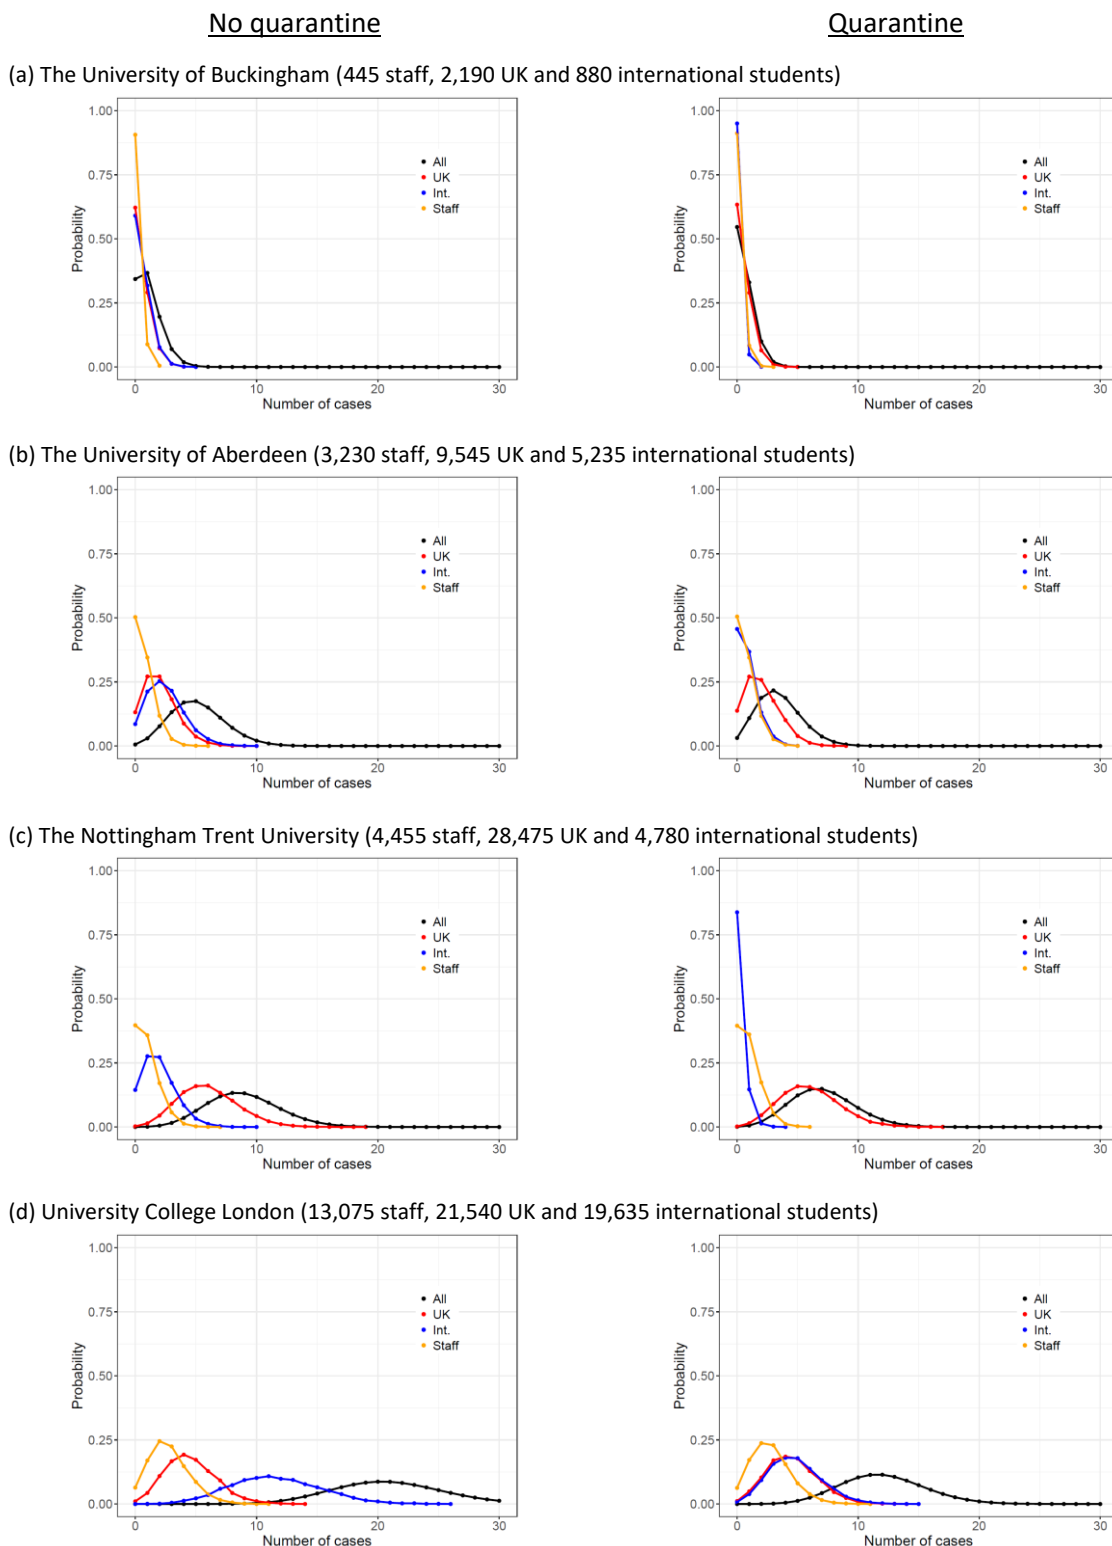 No quarantine
Quarantine
(a) The University of Buckingham (445 staff, 2,190 UK and 880 international students)
1.00
0.75
0.50
0.25
0.00
Probability
All
UK
Int.
Staff
0
10
20
30
Number of cases
1.00
0.75
0.50
0.25
0.00
Probability
All
UK
Int.
Staff
0
10
20
30
Number of cases
(b) The University of Aberdeen (3,230 staff, 9,545 UK and 5,235 international students)
1.00
0.75
0.50
0.25
0.00
Probability
All
UK
Int.
Staff
0
10
20
30
Number of cases
1.00
0.75
0.50
0.25
0.00
Probability
All
UK
Int.
Staff
0
10
20
30
Number of cases
(c) The Nottingham Trent University (4,455 staff, 28,475 UK and 4,780 international students)
1.00
0.75
0.50
0.25
0.00
Probability
All
UK
Int.
Staff
0
10
20
30
Number of cases
1.00
0.75
0.50
0.25
0.00
Probability
All
UK
Int.
Staff
0
10
20
30
Number of cases
(d) University College London (13,075 staff, 21,540 UK and 19,635 international students)
1.00
0.75
0.50
0.25
0.00
Probability
All
UK
Int.
Staff
0
10
20
30
Number of cases
1.00
0.75
0.50
0.25
0.00
Probability
All
UK
Int.
Staff
0
10
20
30
Number of cases